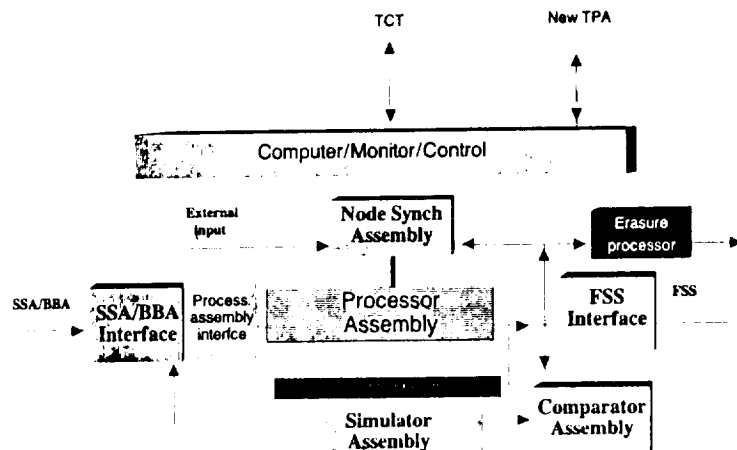 TCT
New TPA
Computer/Monitor/Control
External
input
Node Synch
Assembly
Erasure
processor
SSA/BBA
SSA/BBA
Interface
Process.
assembly
interfce
Processor
Assembly
FSS
Interface
FSS
Simulator
Assembly
Comparator
Assembly